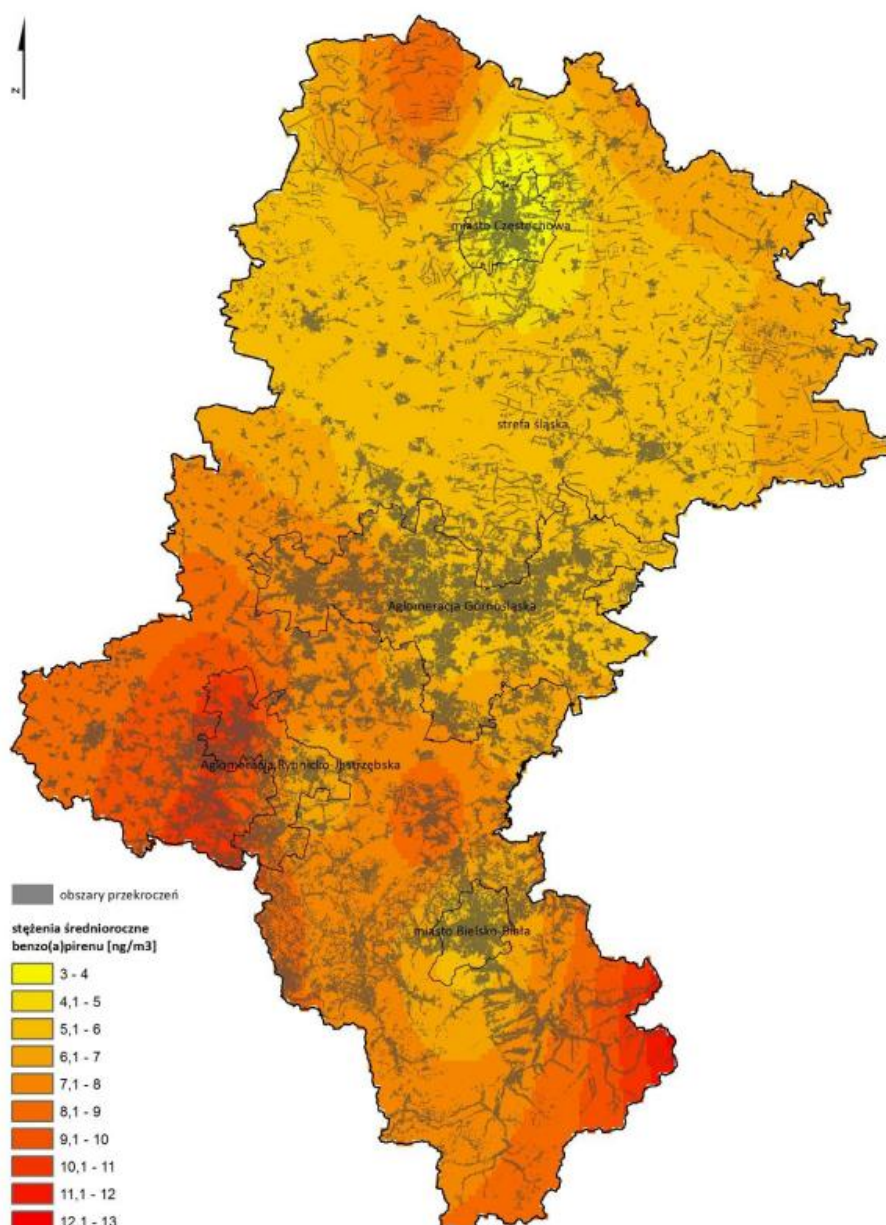 N
miasto Częstochowa
strefa śląska
Aglomeracja Górnośląska
Aglomeracja Rybnicko-Jastrzębska
miasto Bielsko-Biała
obszary przekroczeń
stężenia średnioroczne
benzo(a)pirenu [ng/m3]
3 - 4
4,1 - 5
5,1 - 6
6,1 - 7
7,1 - 8
8,1 - 9
9,1 - 10
10,1 - 11
11,1 - 12
12,1 - 13